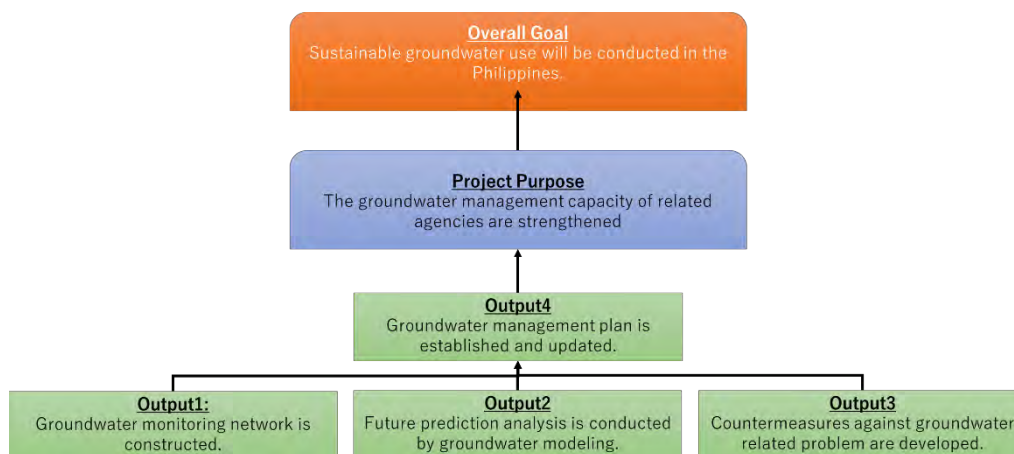 Overall Goal
Sustainable groundwater use will be conducted in the
Philippines.
Project Purpose
The groundwater management capacity of related
agencies are strengthened
Output4
Groundwater management plan is
established and updated.
Output1:
Groundwater monitoring network is
constructed.
Output2
Future prediction analysis is conducted
by groundwater modeling.
Output3
Countermeasures against groundwater
related problem are developed.